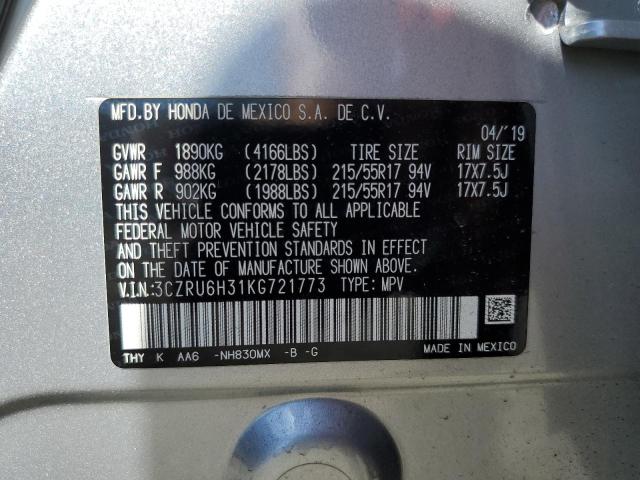 MFD.BY HONDA DE MEXICO S.A. DE C.V.
04/'19
GVWR 1890KG (4166LBS) TIRE SIZE RIM SIZE
GAWR F 988KG (2178LBS) 215/55R17 94V 17X7.5J
GAWR R 902KG (1988LBS) 215/55R17 94V 17X7.5J
THIS VEHICLE CONFORMS TO ALL APPLICABLE
FEDERAL MOTOR VEHICLE SAFETY
AND THEFT PREVENTION STANDARDS IN EFFECT
ON THE DATE OF MANUFACTURE SHOWN ABOVE.
V.I.N:3CZRU6H31KG721773 TYPE: MPV
THY K AA6 -NH830MX -B -G MADE IN MEXICO